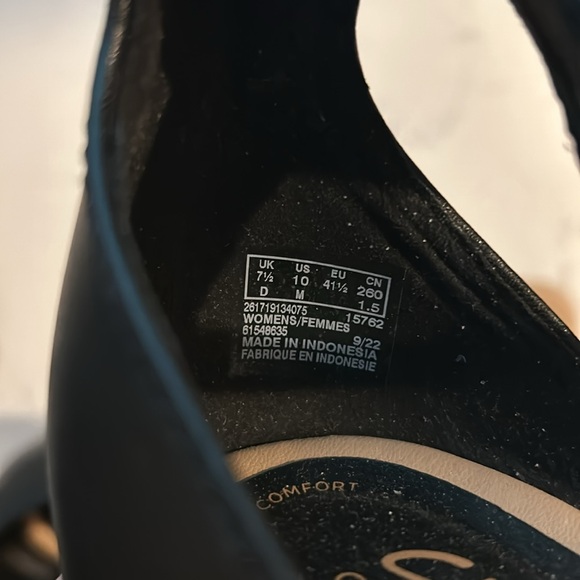 UK US EU CN
7½ 10 41½ 260
D M 1.5
261719134075 15762
WOMENS/FEMMES
61548635 9/22
MADE IN INDONESIA
FABRIQUE EN INDONESIE
COMFORT